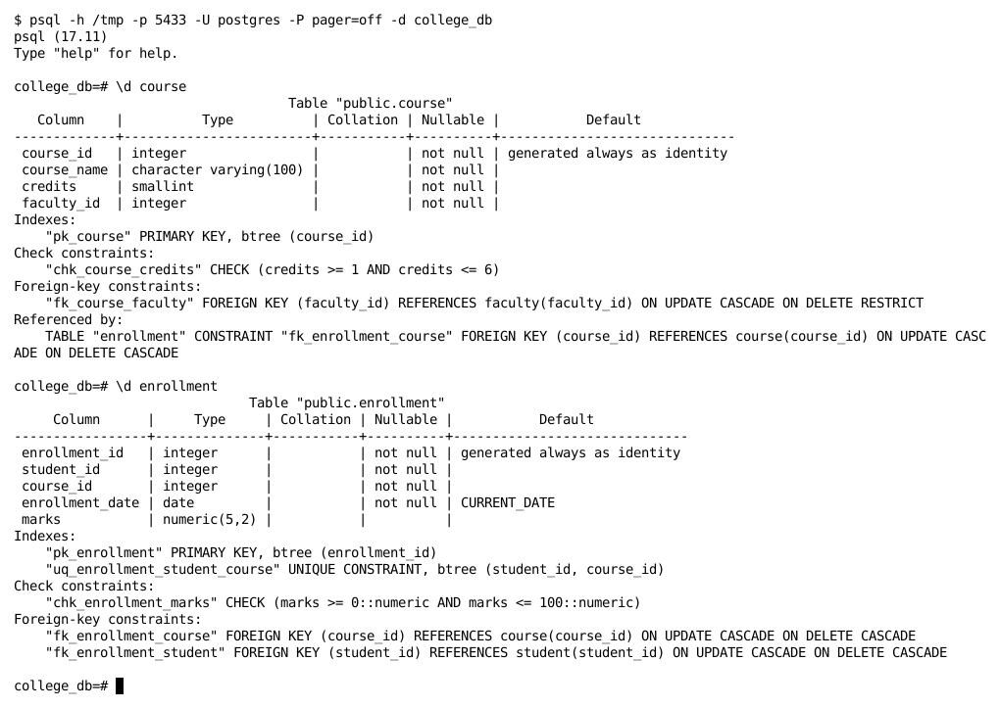 $ psql -h /tmp -p 5433 -U postgres -P pager=off -d college_db
psql (17.11)
Type "help" for help.

college_db=# \d course
                                   Table "public.course"
   Column    |          Type          | Collation | Nullable |           Default
-------------+------------------------+-----------+----------+------------------------------
 course_id   | integer                |           | not null | generated always as identity
 course_name | character varying(100) |           | not null |
 credits     | smallint               |           | not null |
 faculty_id  | integer                |           | not null |
Indexes:
    "pk_course" PRIMARY KEY, btree (course_id)
Check constraints:
    "chk_course_credits" CHECK (credits >= 1 AND credits <= 6)
Foreign-key constraints:
    "fk_course_faculty" FOREIGN KEY (faculty_id) REFERENCES faculty(faculty_id) ON UPDATE CASCADE ON DELETE RESTRICT
Referenced by:
    TABLE "enrollment" CONSTRAINT "fk_enrollment_course" FOREIGN KEY (course_id) REFERENCES course(course_id) ON UPDATE CASC
ADE ON DELETE CASCADE

college_db=# \d enrollment
                              Table "public.enrollment"
     Column      |     Type     | Collation | Nullable |           Default
-----------------+--------------+-----------+----------+------------------------------
 enrollment_id   | integer      |           | not null | generated always as identity
 student_id      | integer      |           | not null |
 course_id       | integer      |           | not null |
 enrollment_date | date         |           | not null | CURRENT_DATE
 marks           | numeric(5,2) |           |          |
Indexes:
    "pk_enrollment" PRIMARY KEY, btree (enrollment_id)
    "uq_enrollment_student_course" UNIQUE CONSTRAINT, btree (student_id, course_id)
Check constraints:
    "chk_enrollment_marks" CHECK (marks >= 0::numeric AND marks <= 100::numeric)
Foreign-key constraints:
    "fk_enrollment_course" FOREIGN KEY (course_id) REFERENCES course(course_id) ON UPDATE CASCADE ON DELETE CASCADE
    "fk_enrollment_student" FOREIGN KEY (student_id) REFERENCES student(student_id) ON UPDATE CASCADE ON DELETE CASCADE

college_db=#